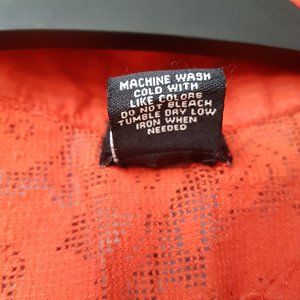 MACHINE WASH
COLD WITH
LIKE COLORS
DO NOT BLEACH
TUMBLE DRY LOW
IRON WHEN
NEEDED